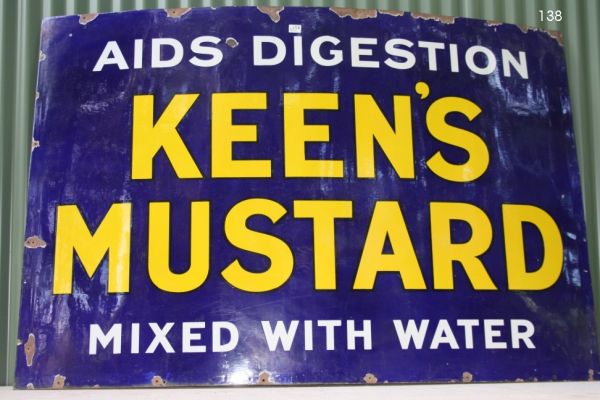 138
AIDS DIGESTION
KEEN'S
MUSTARD
MIXED WITH WATER